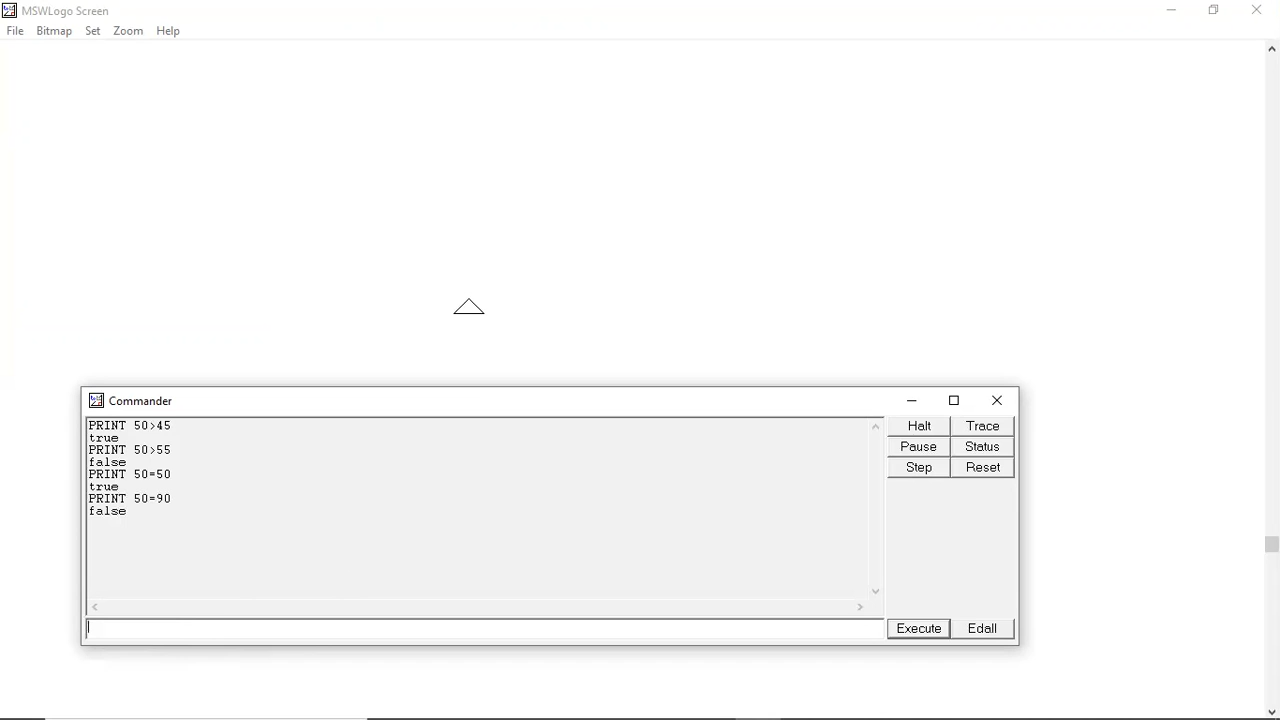 MSWLogo Screen
File Bitmap Set Zoom Help
Commander
PRINT 50>45
true
PRINT 50>55
false
PRINT 50=50
true
PRINT 50=90
false
Halt Trace
Pause Status
Step Reset
Execute Edall